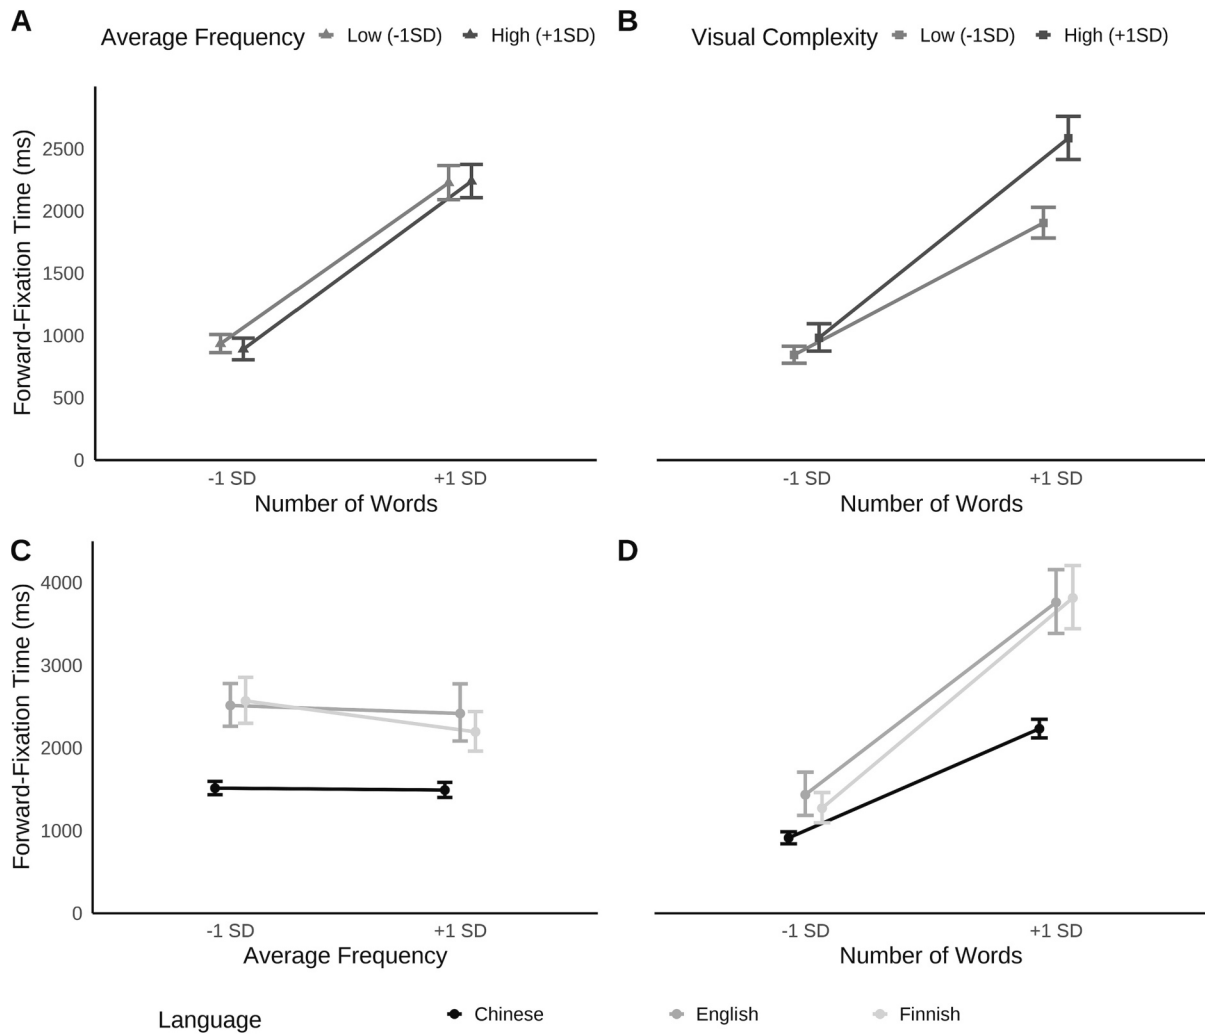 A
Average Frequency Low (-1SD) High (+1SD)
Forward-Fixation Time (ms)
2500
2000
1500
1000
500
0
-1 SD +1 SD
Number of Words
B
Visual Complexity Low (-1SD) High (+1SD)
-1 SD +1 SD
Number of Words
C
Forward-Fixation Time (ms)
4000
3000
2000
1000
0
-1 SD +1 SD
Average Frequency
D
-1 SD +1 SD
Number of Words
Language Chinese English Finnish